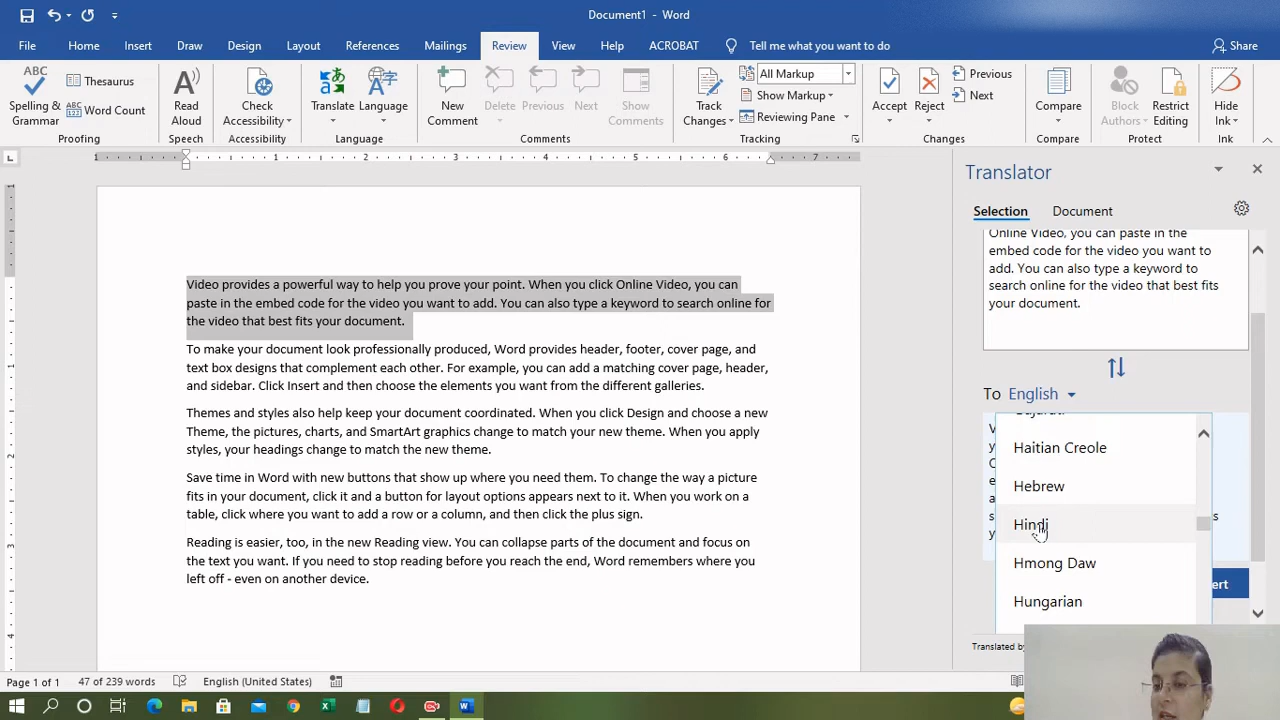 Document1 - Word
File Home Insert Draw Design Layout References Mailings Review View Help ACROBAT Tell me what you want to do Share
Spelling & Grammar
Thesaurus
Word Count
Proofing
Read Aloud
Speech
Check Accessibility
Accessibility
Translate
Language
Language
New Comment
Delete
Previous
Next
Show Comments
Comments
Track Changes
All Markup
Show Markup
Reviewing Pane
Tracking
Accept
Reject
Previous
Next
Changes
Compare
Compare
Block Authors
Restrict Editing
Protect
Hide Ink
Ink
1 1 2 3 4 5 6 7
Video provides a powerful way to help you prove your point. When you click Online Video, you can
paste in the embed code for the video you want to add. You can also type a keyword to search online for
the video that best fits your document.
To make your document look professionally produced, Word provides header, footer, cover page, and
text box designs that complement each other. For example, you can add a matching cover page, header,
and sidebar. Click Insert and then choose the elements you want from the different galleries.
Themes and styles also help keep your document coordinated. When you click Design and choose a new
Theme, the pictures, charts, and SmartArt graphics change to match your new theme. When you apply
styles, your headings change to match the new theme.
Save time in Word with new buttons that show up where you need them. To change the way a picture
fits in your document, click it and a button for layout options appears next to it. When you work on a
table, click where you want to add a row or a column, and then click the plus sign.
Reading is easier, too, in the new Reading view. You can collapse parts of the document and focus on
the text you want. If you need to stop reading before you reach the end, Word remembers where you
left off - even on another device.
Translator
Selection Document
Online Video, you can paste in the
embed code for the video you want to
add. You can also type a keyword to
search online for the video that best fits
your document.
To English
Haitian Creole
Hebrew
Hindi
Hmong Daw
Hungarian
Translated by
Page 1 of 1 47 of 239 words English (United States)